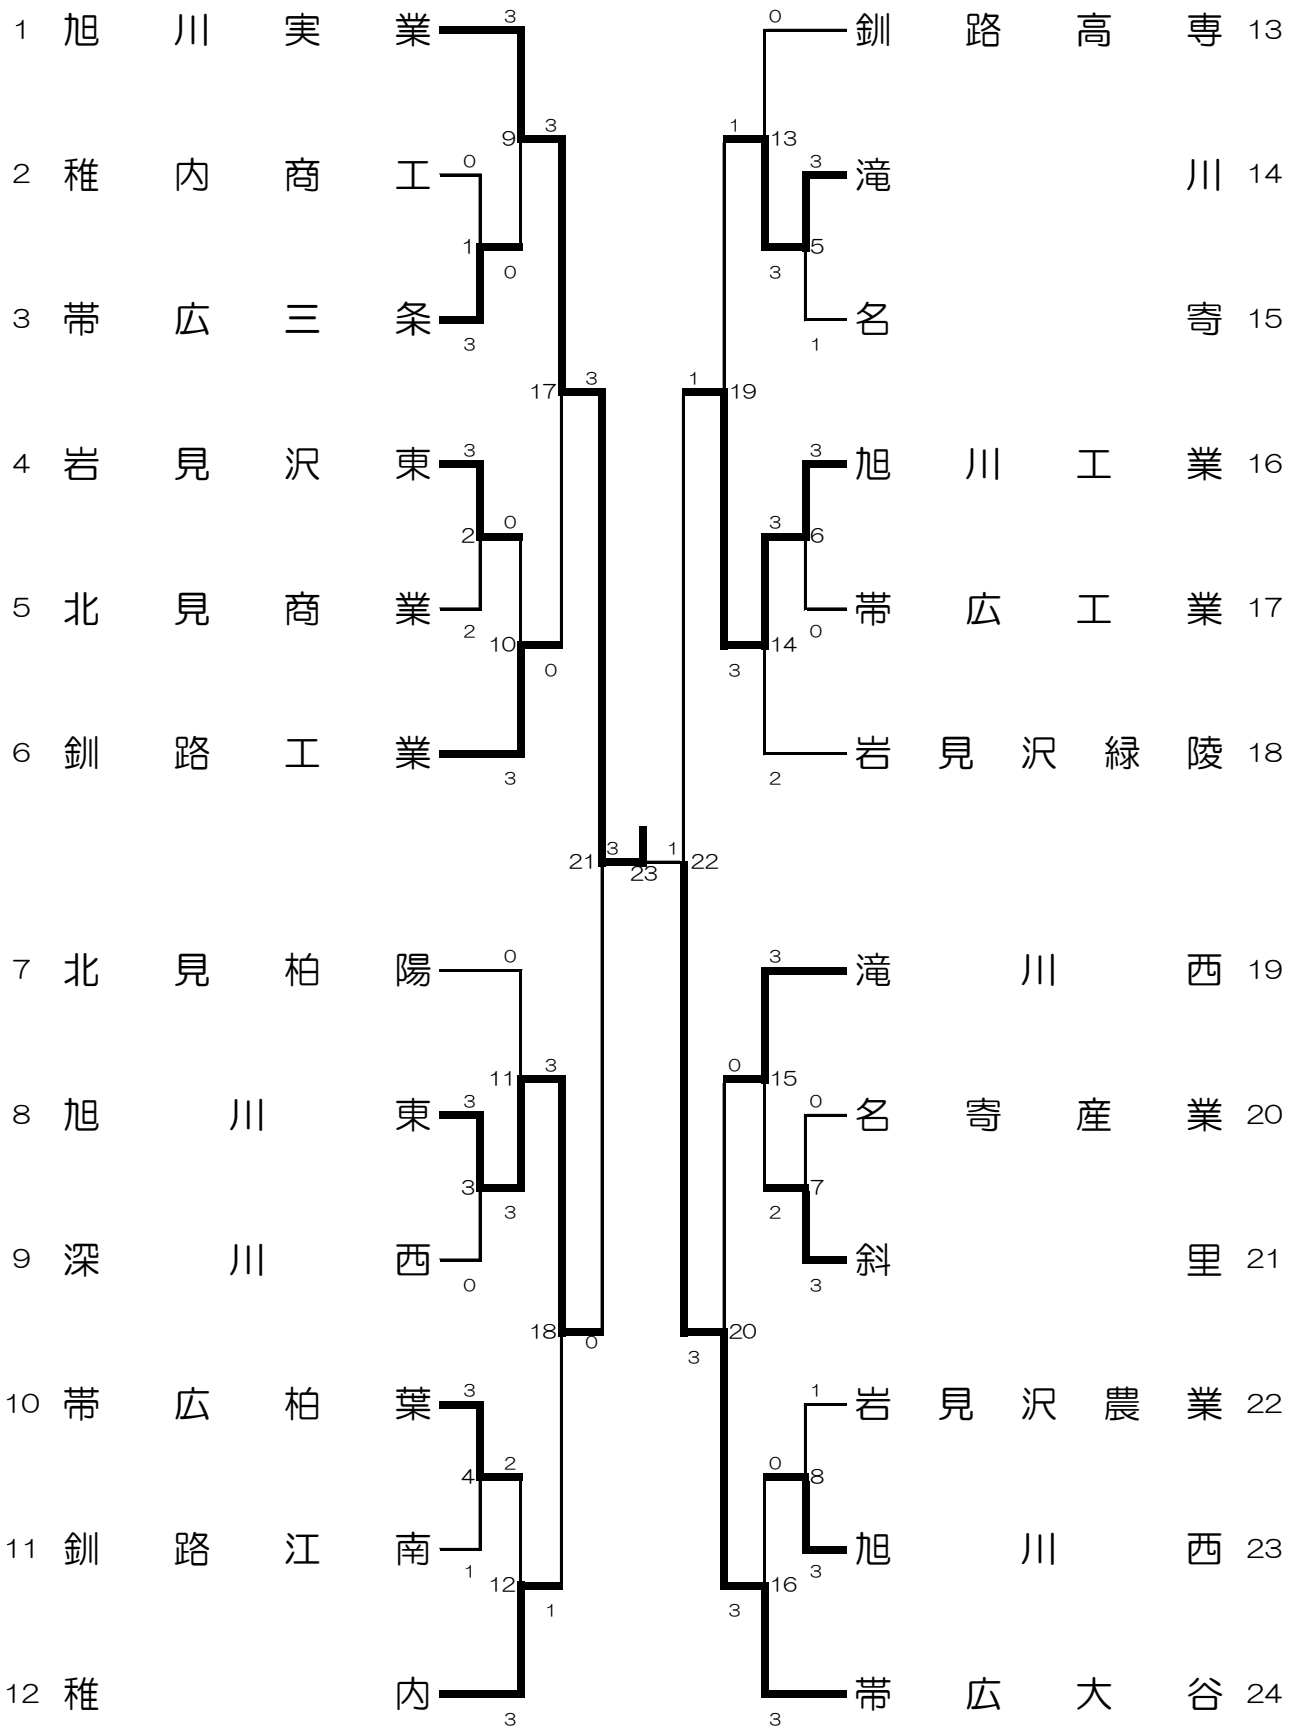 3 0
1 旭川実業 釧路高専 13
9 3 1 13
2 稚内商工 0 3 滝川 14
1 5
0 3
3 帯広三条 名寄 15
3 1
17 3 1 19
4 岩見沢東 3 3 旭川工業 16
0 3
2 6
5 北見商業 帯広工業 17
2 0
10 14
0 3
6 釧路工業 岩見沢緑陵 18
3 2
21 3 1 22
23
7 北見柏陽 0 3 滝川西 19
11 3 0 15
8 旭川東 3 0 名寄産業 20
3 7
3 2
9 深川西 斜里 21
0 3
18 20
0 3
10 帯広柏葉 3 1 岩見沢農業 22
2 0
4 8
11 釧路江南 旭川西 23
1 3
12 16
1 3
12 稚内 帯広大谷 24
3 3